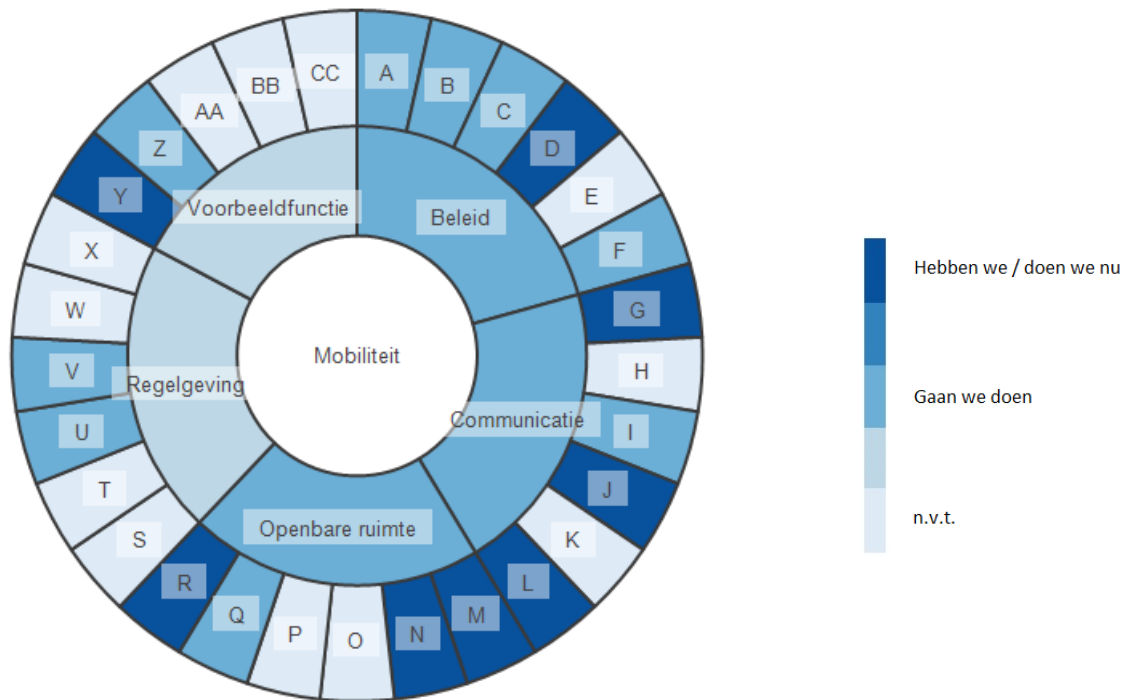 A
B
C
D
E
F
G
H
I
J
K
L
M
N
O
P
Q
R
S
T
U
V
W
X
Y
Z
AA
BB
CC
Voorbeeldfunctie
Beleid
Mobiliteit
Regelgeving
Communicatie
Openbare ruimte
Hebben we / doen we nu
Gaan we doen
n.v.t.